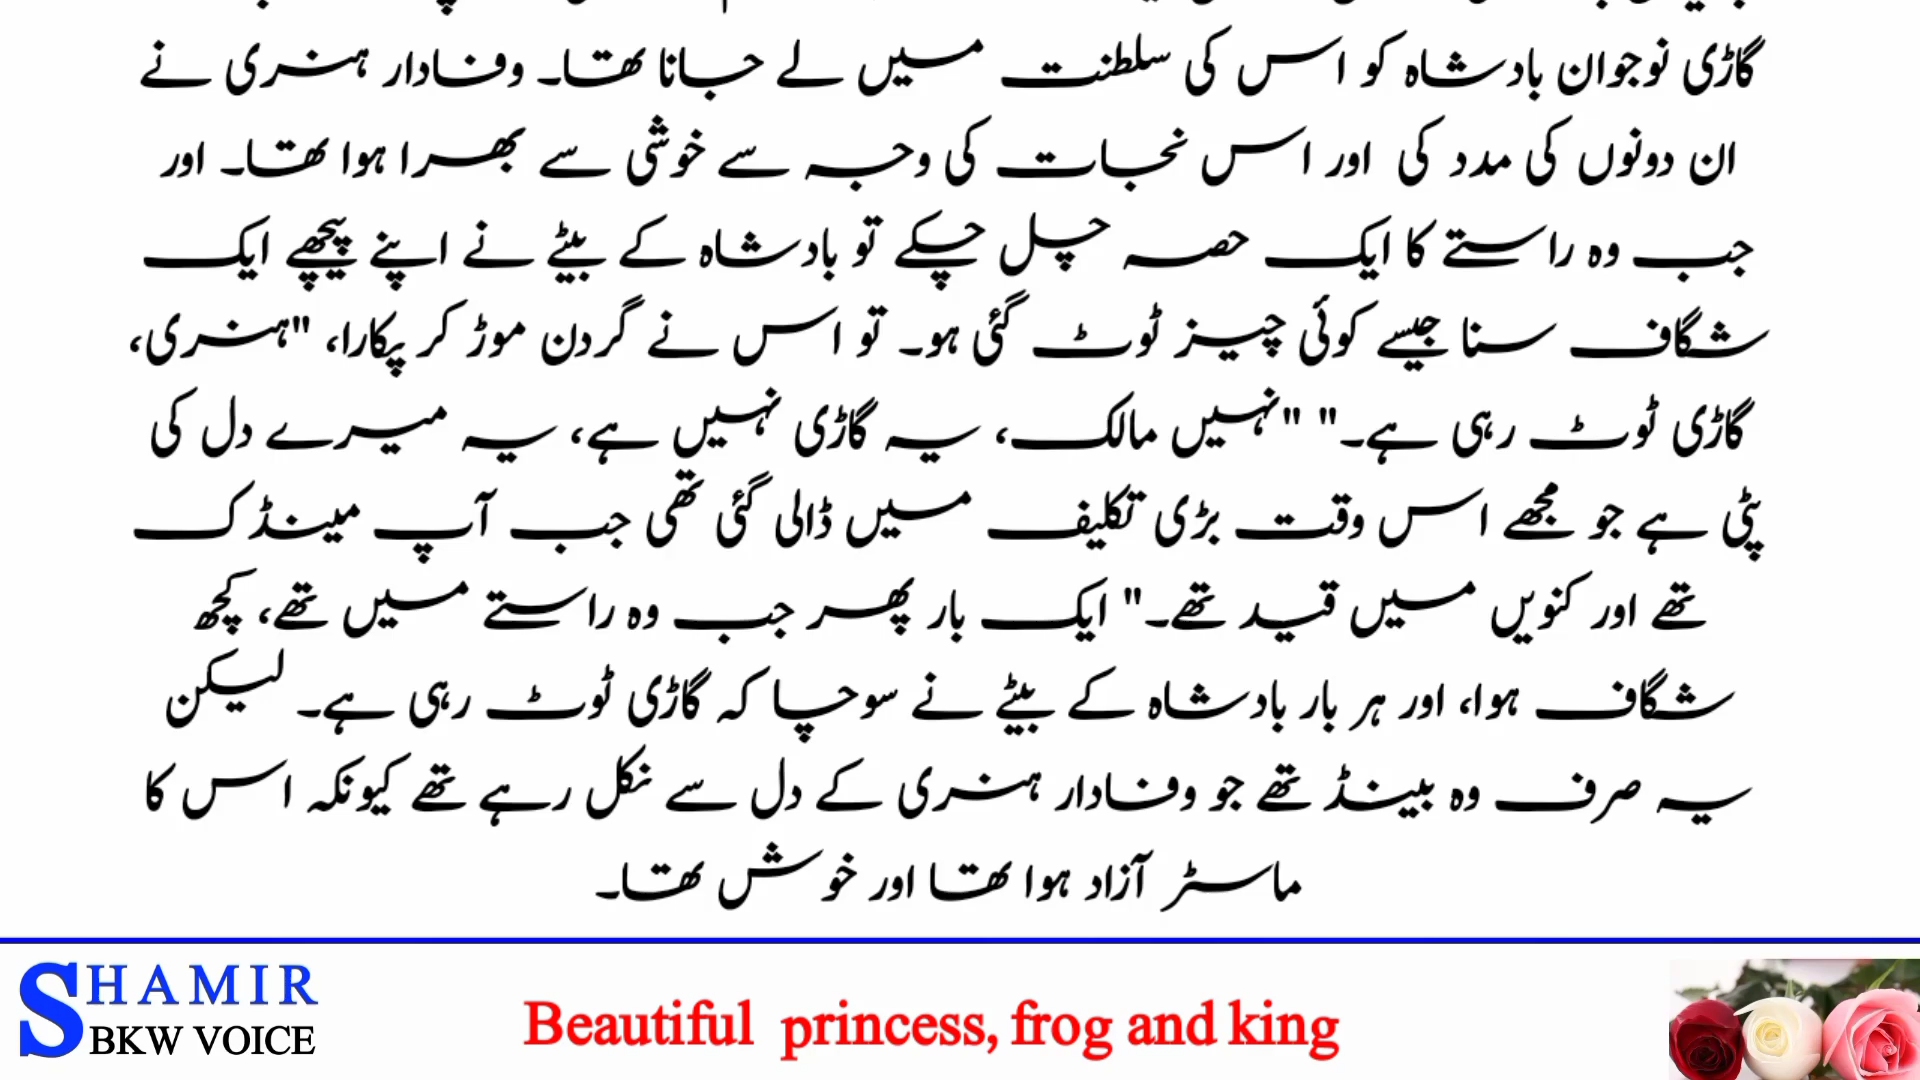 گاڑی نوجوان بادشاہ کو اس کی سلطنت میں لے جانا تھا۔ وفادار ہنری نے
ان دونوں کی مدد کی اور اس نجات کی وجہ سے خوشی سے بھرا ہوا تھا۔ اور
جب وہ راستے کا ایک حصہ چل چکے تو بادشاہ کے بیٹے نے اپنے پیچھے ایک
شگاف سنا جیسے کوئی چیز ٹوٹ گئی ہو۔ تو اس نے گردن موڑ کر پکارا، "ہنری،
گاڑی ٹوٹ رہی ہے۔" "نہیں مالک، یہ گاڑی نہیں ہے، یہ میرے دل کی
پٹی ہے جو مجھے اس وقت بڑی تکلیف میں ڈالی گئی تھی جب آپ مینڈک
تھے اور کنویں میں قید تھے۔" ایک بار پھر جب وہ راستے میں تھے، کچھ
شگاف ہوا، اور ہر بار بادشاہ کے بیٹے نے سوچا کہ گاڑی ٹوٹ رہی ہے۔ لیکن
یہ صرف وہ بینڈ تھے جو وفادار ہنری کے دل سے نکل رہے تھے کیونکہ اس کا
ماسٹر آزاد ہوا تھا اور خوش تھا۔
SHAMIR
BKW VOICE
Beautiful princess, frog and king